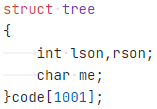 struct tree
{
    int lson,rson;
    char me;
}code[1001];